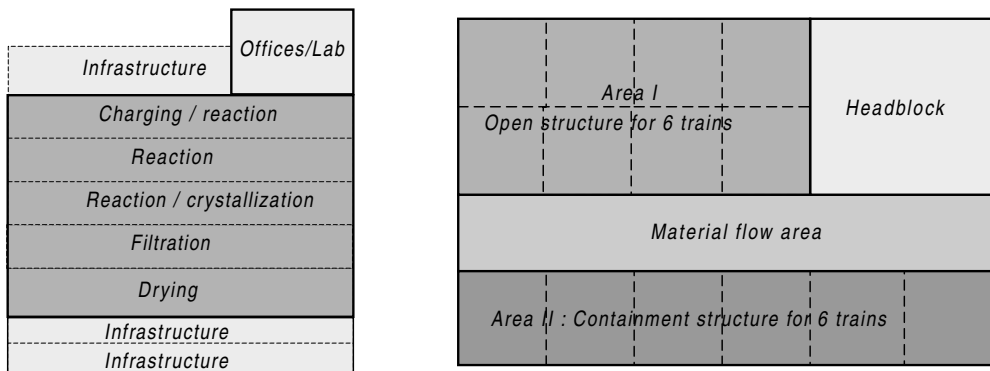 Offices/Lab
Infrastructure
Charging / reaction
Reaction
Reaction / crystallization
Filtration
Drying
Infrastructure
Infrastructure
Area I
Open structure for 6 trains
Headblock
Material flow area
Area II : Containment structure for 6 trains